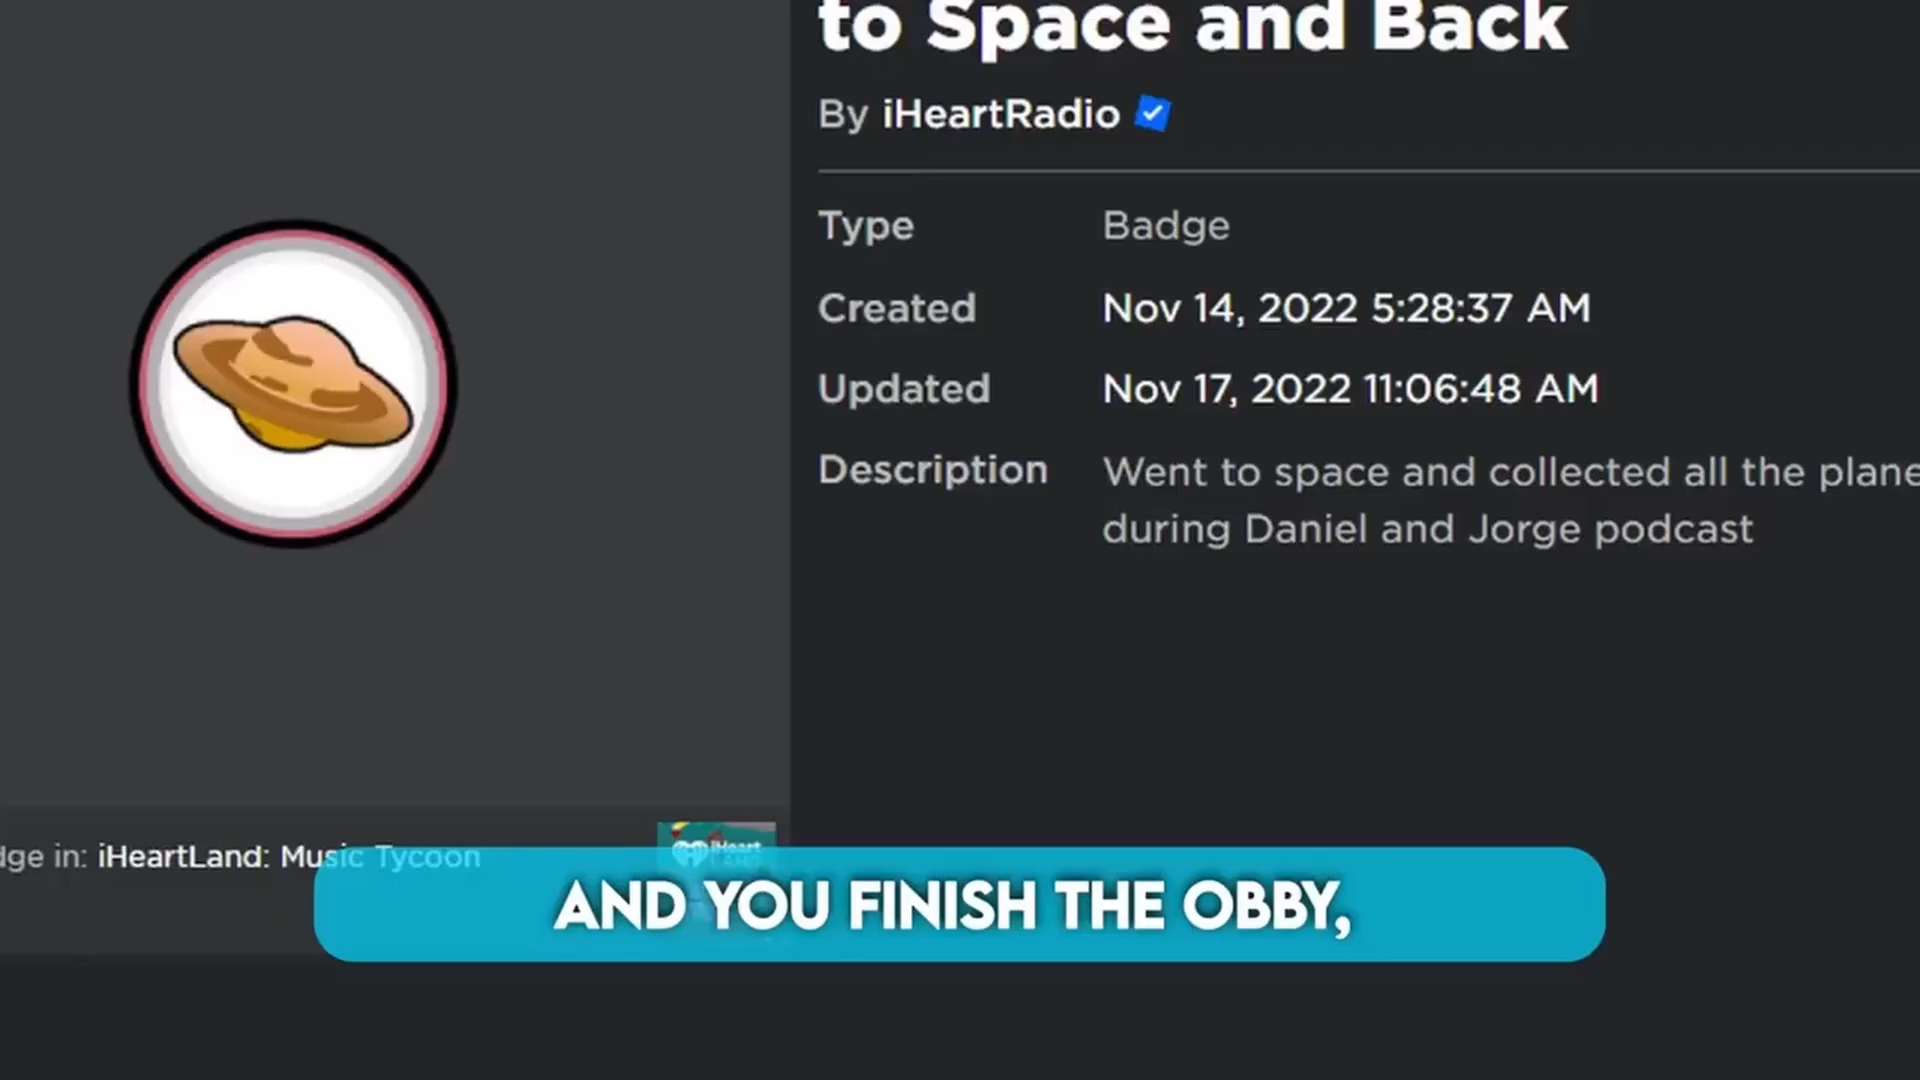 to Space and Back
By iHeartRadio
Type Badge
Created Nov 14, 2022 5:28:37 AM
Updated Nov 17, 2022 11:06:48 AM
Description Went to space and collected all the plane
during Daniel and Jorge podcast
dge in: iHeartLand: Music Tycoon
iHeart
LAND
AND YOU FINISH THE OBBY,